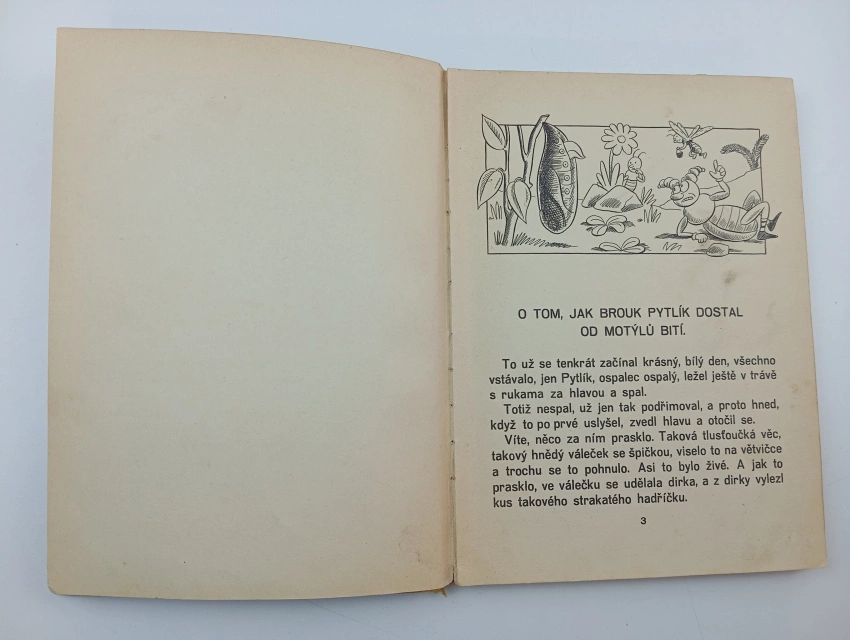 O TOM, JAK BROUK PYTLÍK DOSTAL
OD MOTÝLŮ BITÍ.
To už se tenkrát začínal krásný, bílý den, všechno
vstávalo, jen Pytlík, ospalec ospalý, ležel ještě v trávě
s rukama za hlavou a spal.
Totiž nespal, už jen tak podřimoval, a proto hned,
když to po prvé uslyšel, zvedl hlavu a otočil se.
Víte, něco za ním prasklo. Taková tlusťoučká věc,
takový hnědý váleček se špičkou, viselo to na větvičce
a trochu se to pohnulo. Asi to bylo živé. A jak to
prasklo, ve válečku se udělala dirka, a z dirky vylezl
kus takového strakatého hadříčku.
3